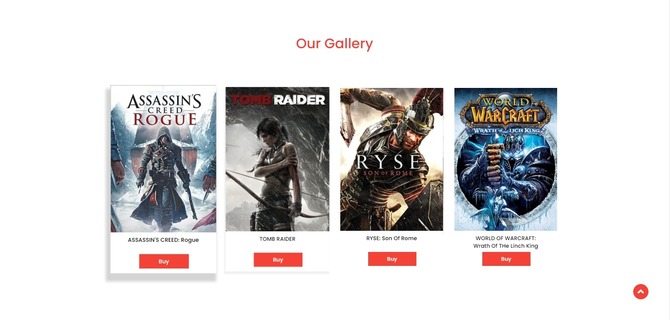 Our Gallery
ASSASSIN'S
CREED
ROGUE
TOMB RAIDER
RYSE
SON OF ROME
WORLD
OF
WARCRAFT
WRATH OF THE LICH KING
ASSASSIN'S CREED: Rogue
TOMB RAIDER
RYSE: Son Of Rome
WORLD OF WARCRAFT:
Wrath Of THe Linch King
Buy
Buy
Buy
Buy